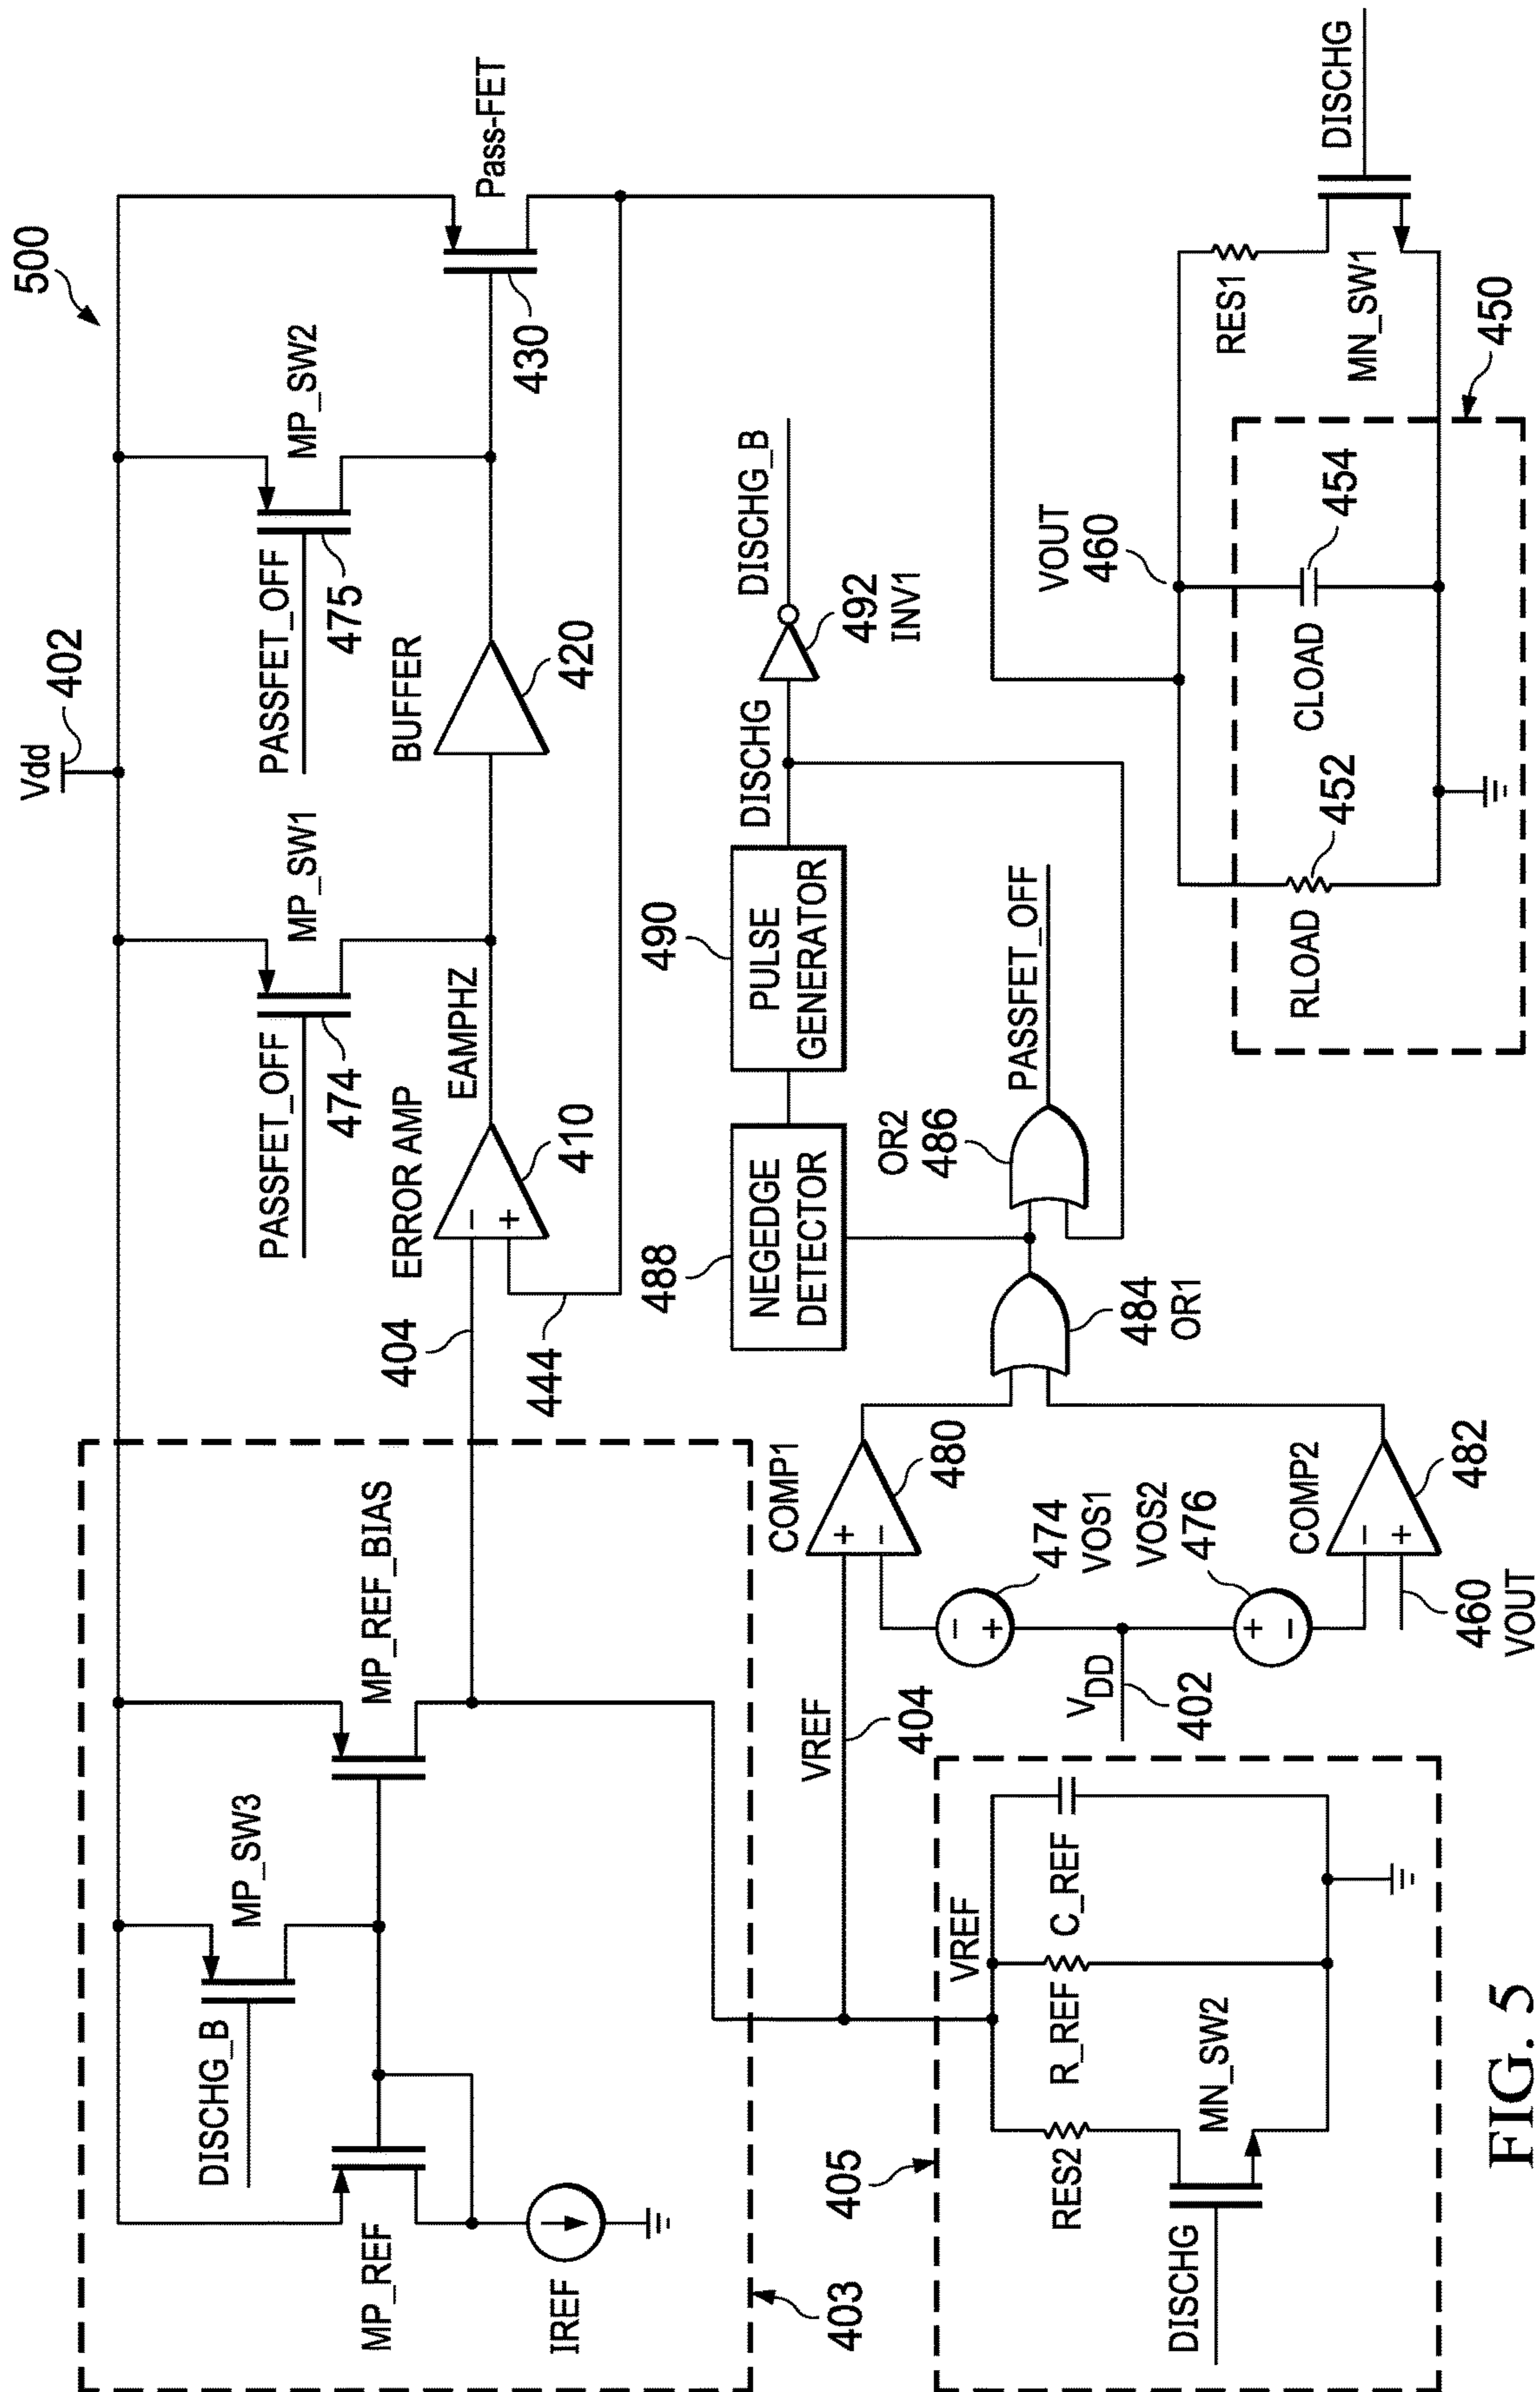 500
Vdd
402
MP_SW1
PASSFET_OFF
474
MP_SW2
PASSFET_OFF
475
Pass-FET
430
ERROR AMP
EAMPHZ
410
BUFFER
420
404
444
MP_SW3
DISCHG_B
MP_REF
MP_REF_BIAS
IREF
403
488
NEGEDGE
DETECTOR
490
PULSE
GENERATOR
DISCHG
DISCHG_B
492
INV1
VREF
404
COMP1
+
−
480
474
VOS1
−
+
VDD
402
VOS2
476
+
−
COMP2
−
+
482
460
VOUT
484
OR1
OR2
486
PASSFET_OFF
405
VREF
RES2
R_REF
C_REF
DISCHG
MN_SW2
VOUT
460
RLOAD
452
CLOAD
454
RES1
MN_SW1
DISCHG
450
−
+
FIG. 5